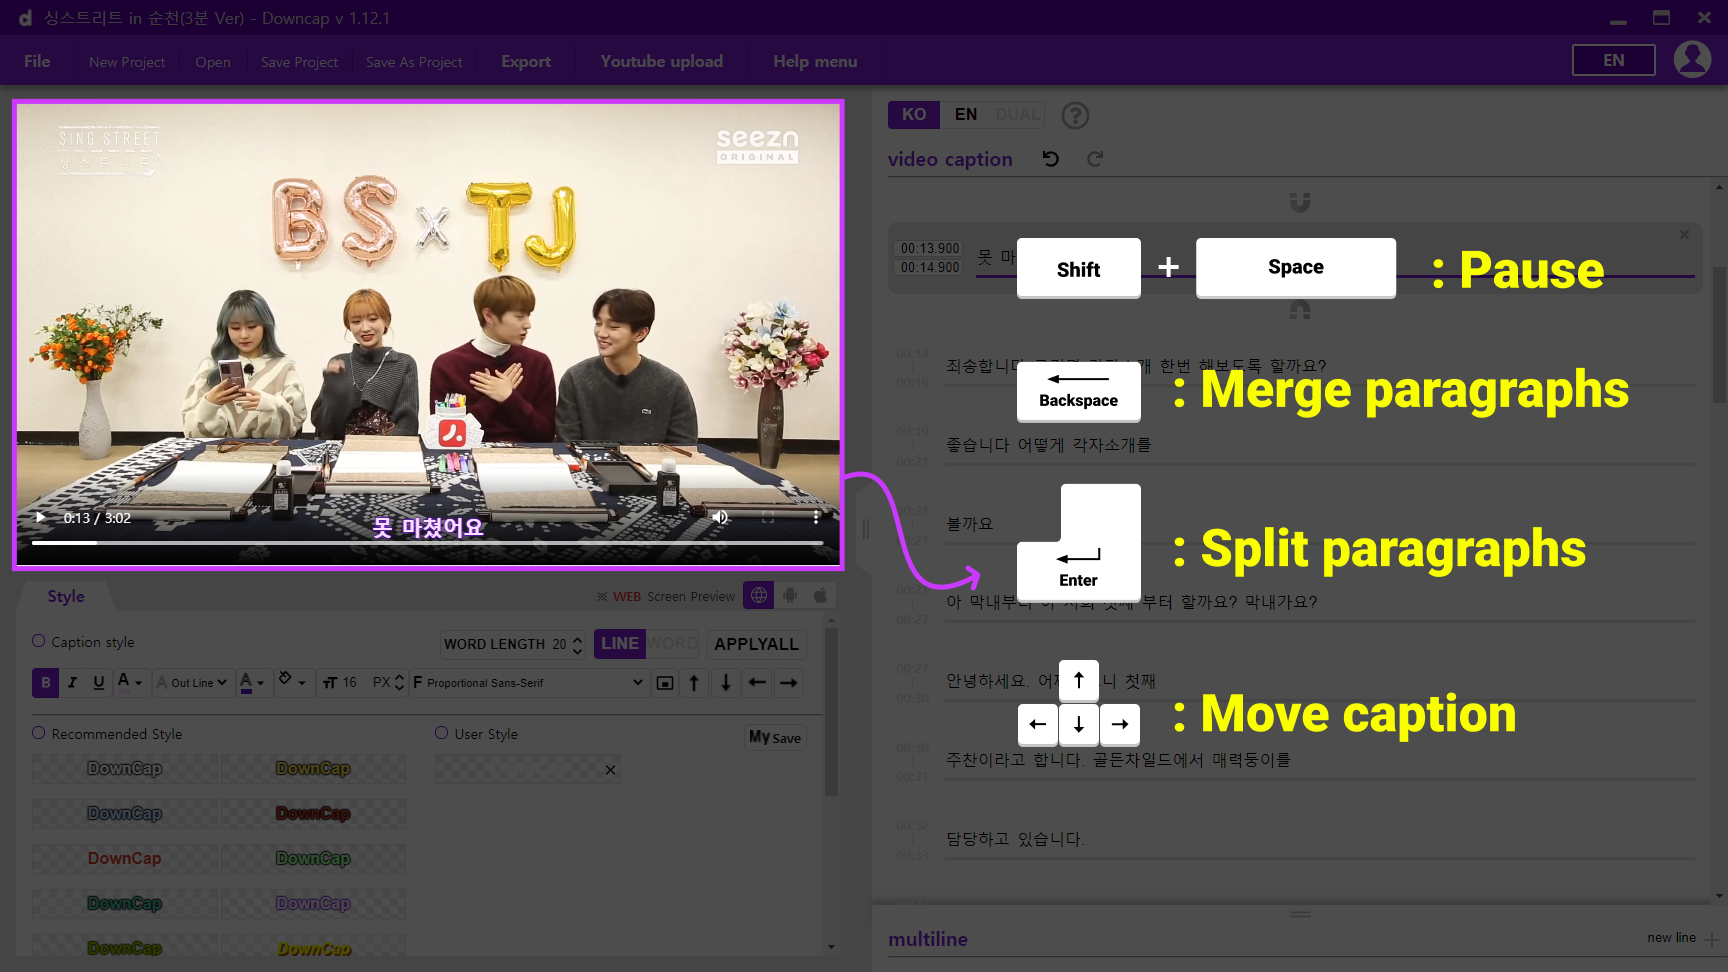 싱스트리트 in 순천(3분 Ver) - Downcap v 1.12.1
File New Project Open Save Project Save As Project Export Youtube upload Help menu EN
SING STREET
싱스트리트
seezn
ORIGINAL
BS x TJ
0:13 / 3:02
못 마쳤어요
KO EN DUAL ?
video caption
00:13.900
00:14.900
못 마
Shift + Space : Pause
00:14
00:19
죄송합니다 한번 해보도록 할까요?
Backspace : Merge paragraphs
00:19
00:21
좋습니다 어떻게 각자소개를
00:21
00:21
볼까요
Enter : Split paragraphs
00:21
00:27
아 막내부 부터 할까요? 막내가요?
00:27
00:30
안녕하세요. 니 첫째
: Move caption
00:30
00:31
주찬이라고 합니다. 골든차일드에서 매력둥이를
00:32
00:33
담당하고 있습니다.
multiline
new line
Style
WEB Screen Preview
Caption style
WORD LENGTH 20 LINE WORD APPLYALL
B I U A A Out Line A тT 16 PX F Proportional Sans-Serif
Recommended Style
User Style
My Save
DownCap DownCap
DownCap DownCap
DownCap DownCap
DownCap DownCap
DownCap DownCap